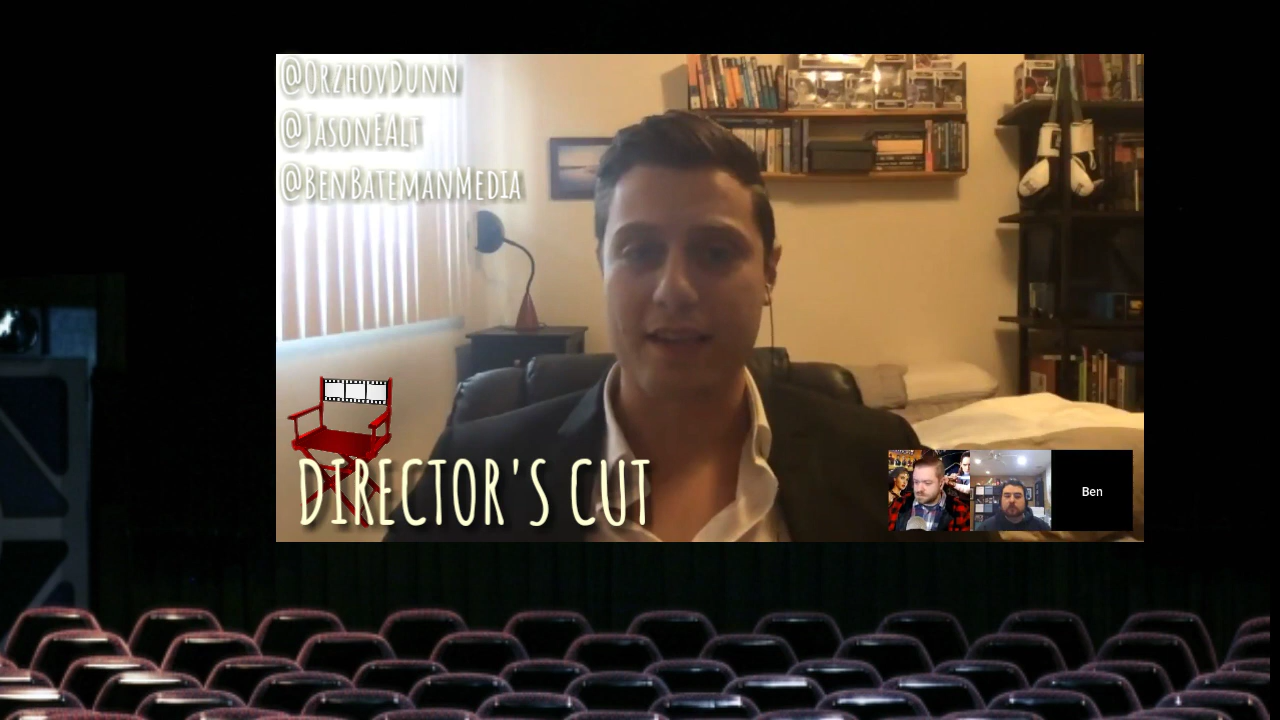 @OrzhovDunn
@JasonEAlt
@BenBatemanMedia
DIRECTOR'S CUT
Ben